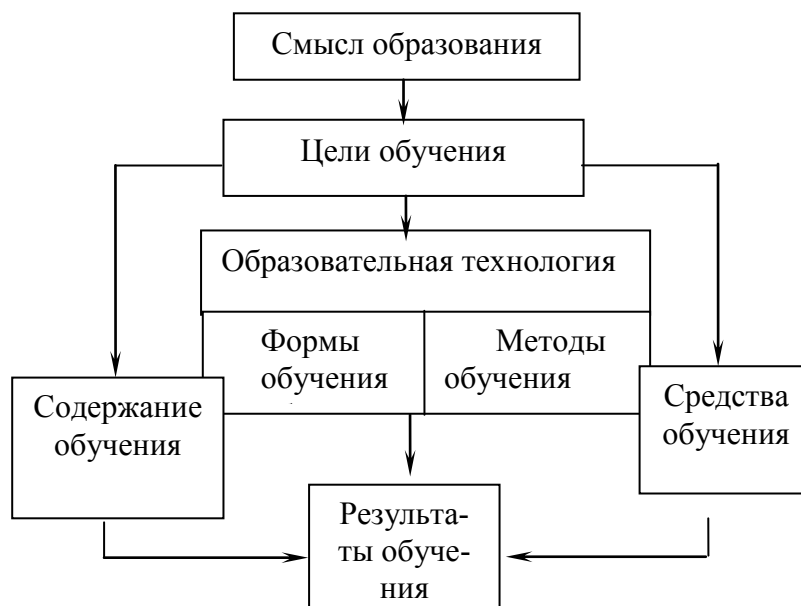 Смысл образования
Цели обучения
Образовательная технология
Формы
обучения
Методы
обучения
Содержание
обучения
Средства
обучения
Результа-
ты обуче-
ния